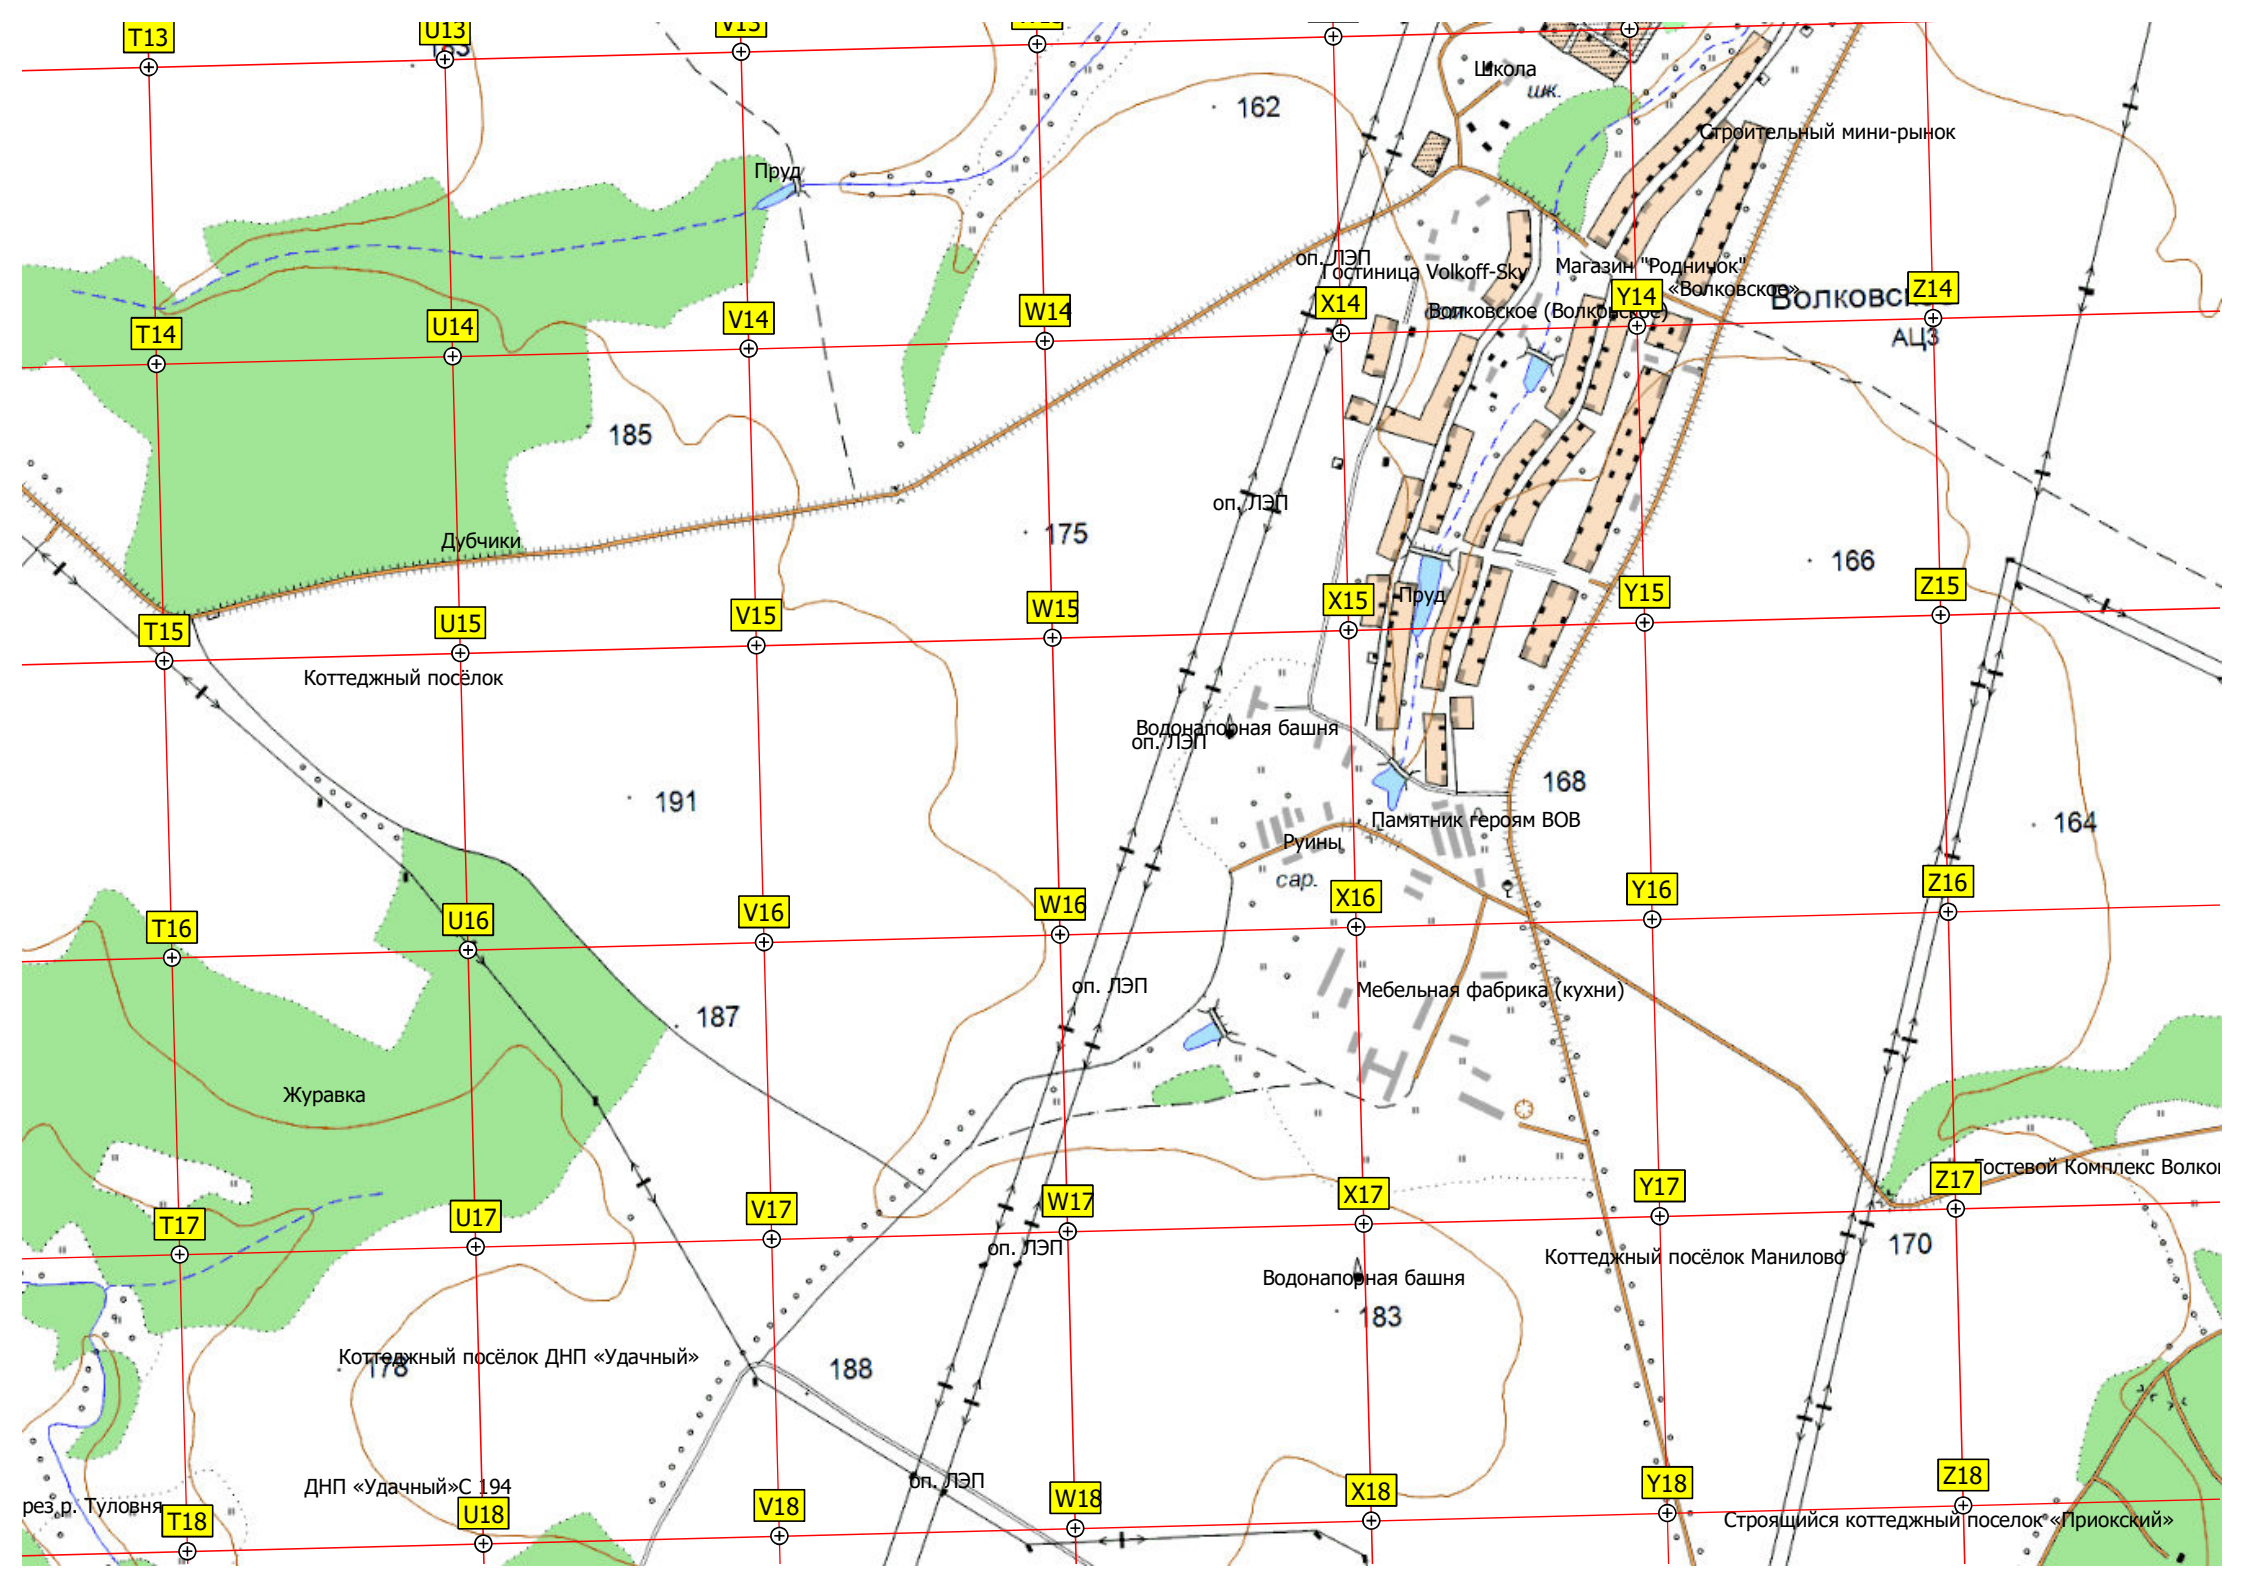 T13
U13
183
V13
Школа
шк.
162
Строительный мини-рынок
Пруд
оп. ЛЭП
Гостиница Volkoff-Sky
Магазин "Родничок"
«Волковское»
Волковское
АЦЗ
Волковское (Волковское)
T14
U14
V14
W14
X14
Y14
Z14
185
175
оп. ЛЭП
166
Дубчики
Пруд
T15
U15
V15
W15
X15
Y15
Z15
Коттеджный посёлок
Водонапорная башня
оп. ЛЭП
191
168
164
Памятник героям ВОВ
Руины
сар.
T16
U16
V16
W16
X16
Y16
Z16
оп. ЛЭП
Мебельная фабрика (кухни)
187
Журавка
Гостевой Комплекс Волко
T17
U17
V17
W17
X17
Y17
Z17
оп. ЛЭП
Коттеджный посёлок Манилово
170
Водонапорная башня
183
Коттеджный посёлок ДНП «Удачный»
178
188
оп. ЛЭП
ДНП «Удачный»С 194
рез р. Туловня
T18
U18
V18
W18
X18
Y18
Z18
Строящийся коттеджный поселок «Приокский»